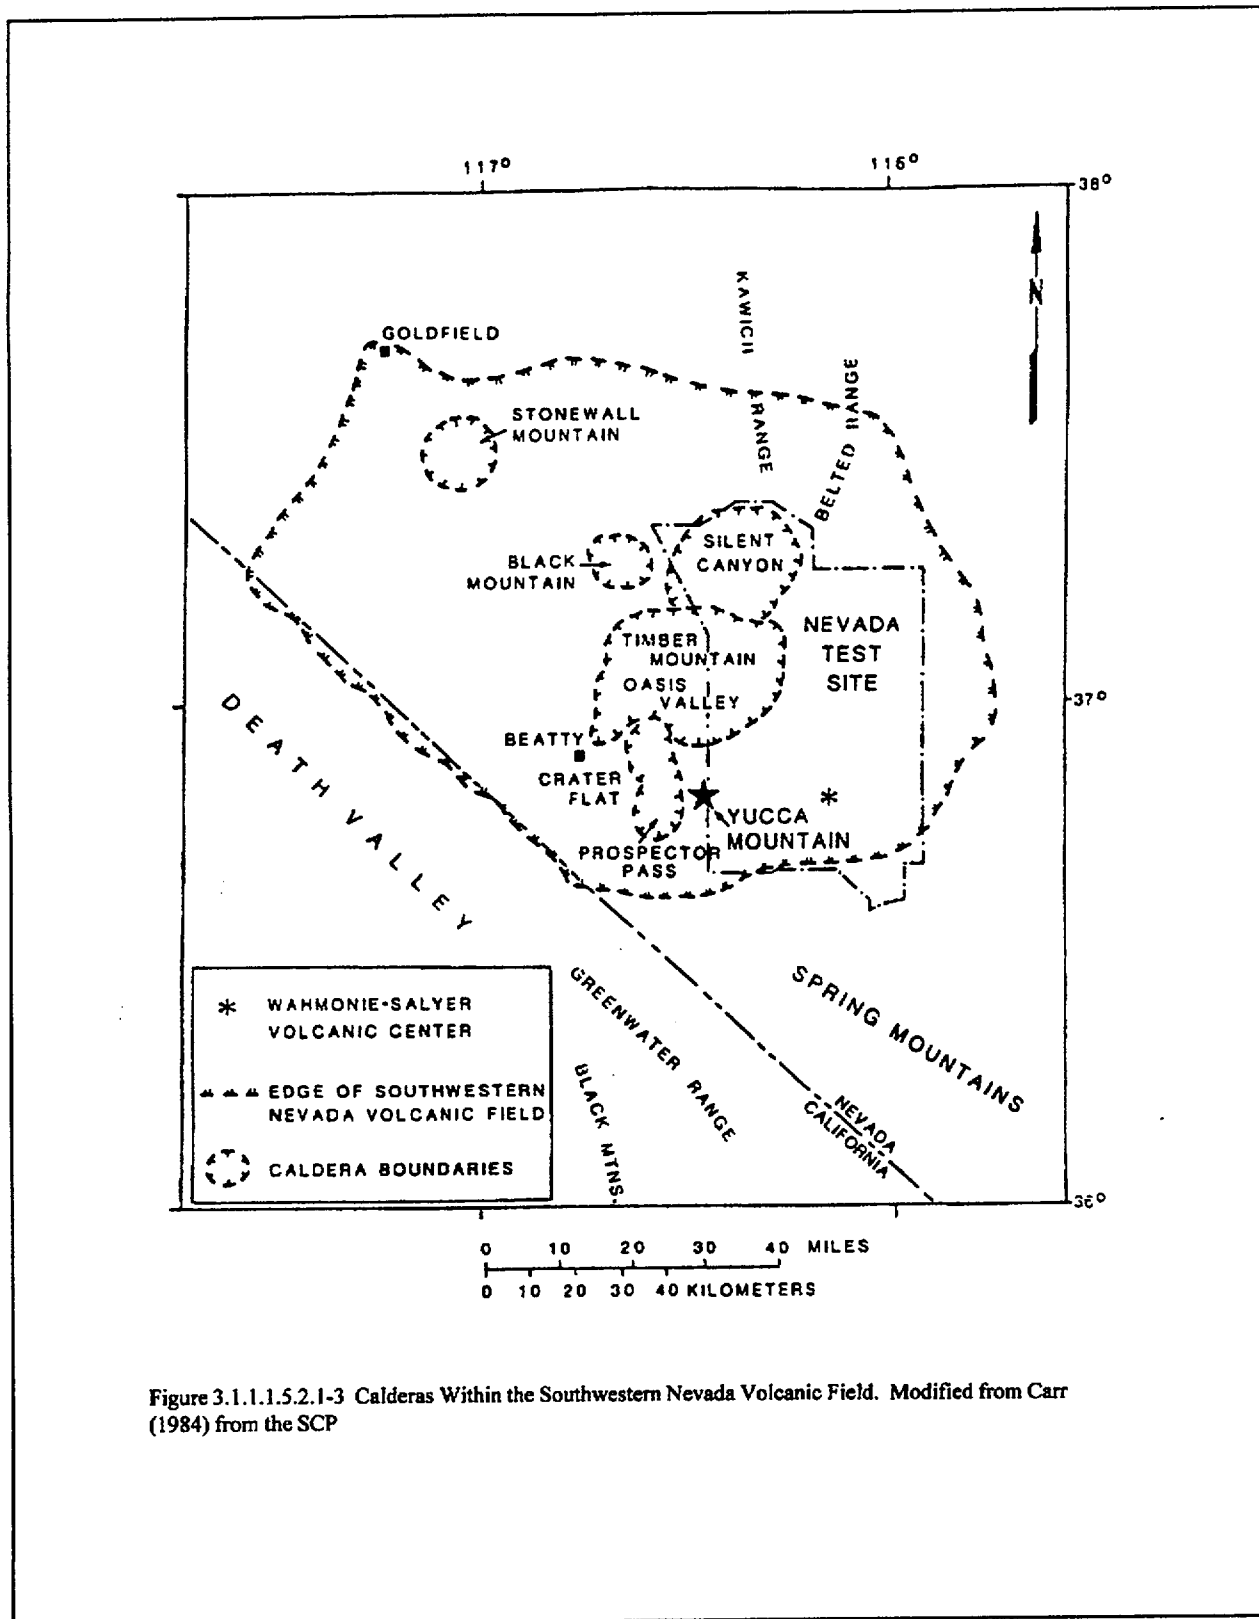 117°
116°
38°
KAWICH
N
GOLDFIELD
BELTED RANGE
RANGE
STONEWALL
MOUNTAIN
SILENT
CANYON
BLACK
MOUNTAIN
NEVADA
TEST
SITE
TIMBER
MOUNTAIN
OASIS
VALLEY
37°
DEATH VALLEY
BEATTY
CRATER
FLAT
YUCCA
MOUNTAIN
PROSPECTOR
PASS
SPRING MOUNTAINS
GREENWATER RANGE
BLACK MTNS.
NEVADA
CALIFORNIA
WAHMONIE-SALYER
VOLCANIC CENTER
EDGE OF SOUTHWESTERN
NEVADA VOLCANIC FIELD
CALDERA BOUNDARIES
36°
0 10 20 30 40 MILES
0 10 20 30 40 KILOMETERS
Figure 3.1.1.1.5.2.1-3 Calderas Within the Southwestern Nevada Volcanic Field. Modified from Carr
(1984) from the SCP